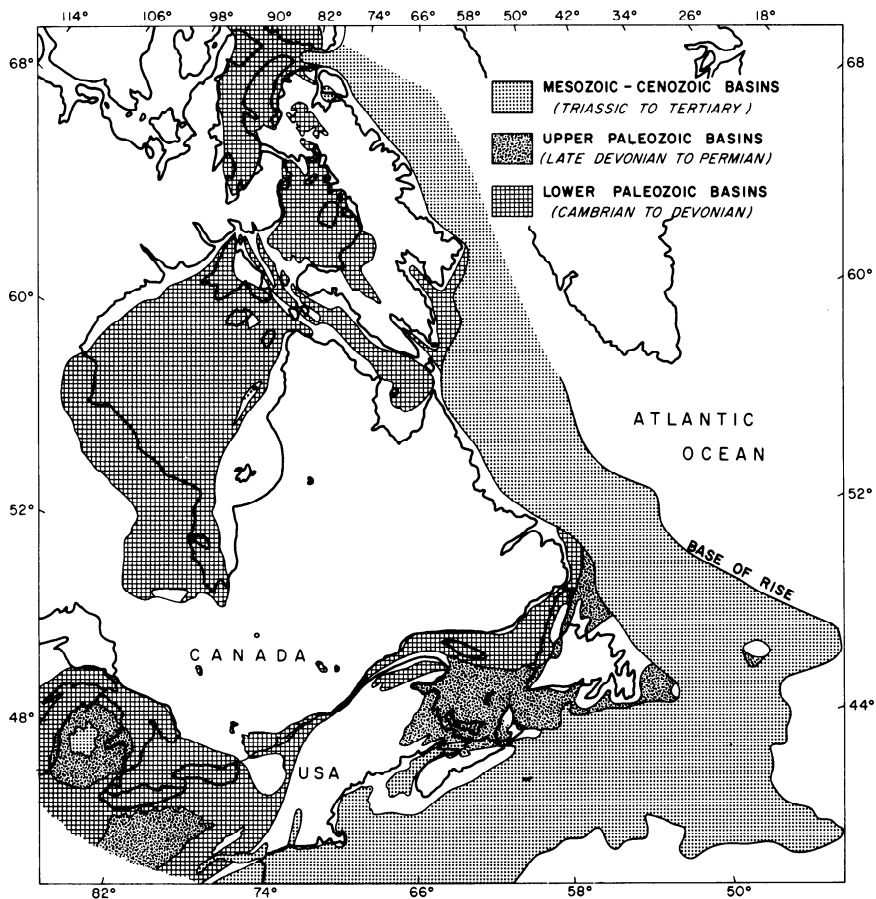 114° 106° 98° 90° 82° 74° 66° 58° 50° 42° 34° 26° 18°
68° 68
MESOZOIC – CENOZOIC BASINS
(TRIASSIC TO TERTIARY)
UPPER PALEOZOIC BASINS
(LATE DEVONIAN TO PERMIAN)
LOWER PALEOZOIC BASINS
(CAMBRIAN TO DEVONIAN)
60° 60°
ATLANTIC
OCEAN
52° 52°
BASE OF RISE
CANADA
48° 44°
USA
82° 74° 66° 58° 50°